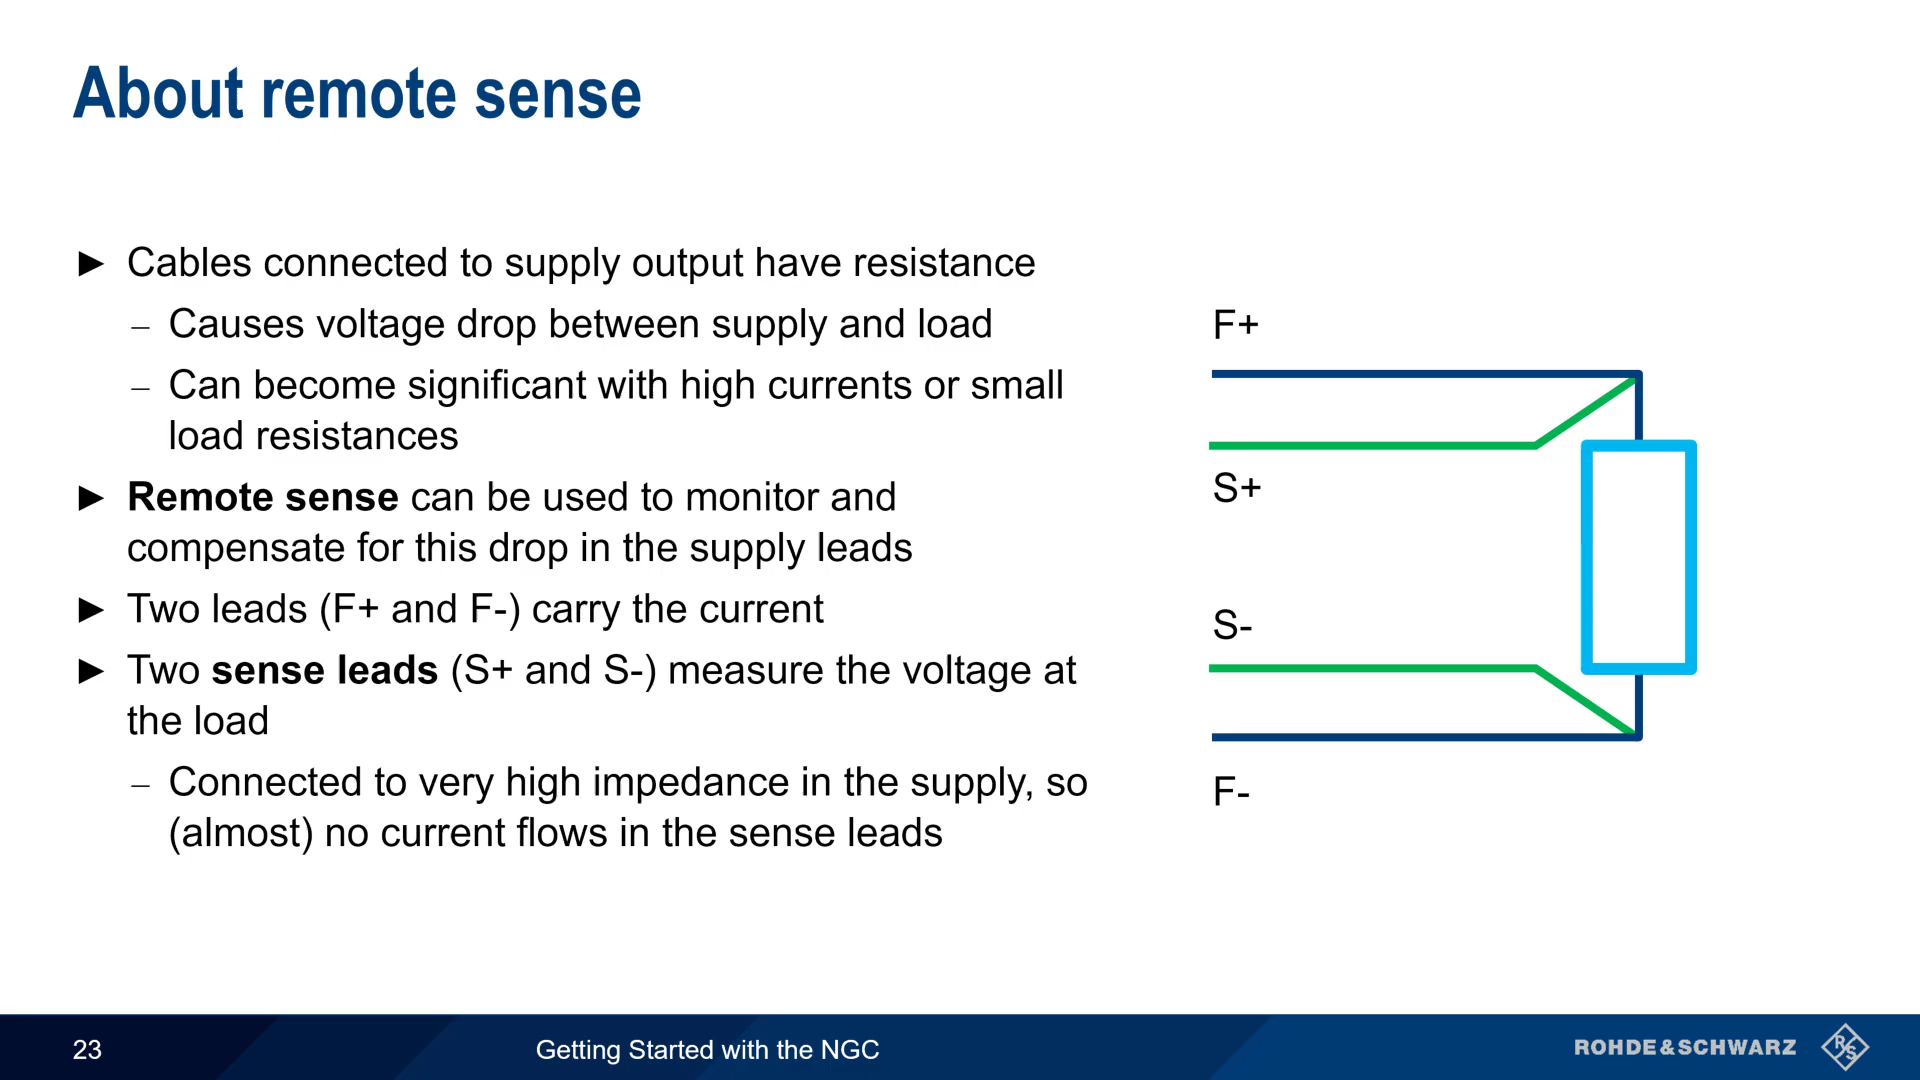 About remote sense
► Cables connected to supply output have resistance
– Causes voltage drop between supply and load
– Can become significant with high currents or small
load resistances
► Remote sense can be used to monitor and
compensate for this drop in the supply leads
► Two leads (F+ and F-) carry the current
► Two sense leads (S+ and S-) measure the voltage at
the load
– Connected to very high impedance in the supply, so
(almost) no current flows in the sense leads
F+
S+
S-
F-
23
Getting Started with the NGC
ROHDE&SCHWARZ
RS